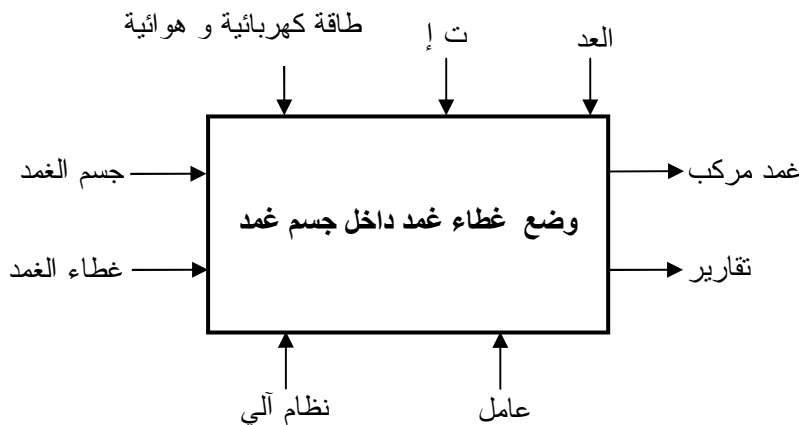 طاقة كهربائية و هوائية
ت إ
العد
جسم الغمد
غمد مركب
وضع غطاء غمد داخل جسم غمد
غطاء الغمد
تقارير
نظام آلي
عامل